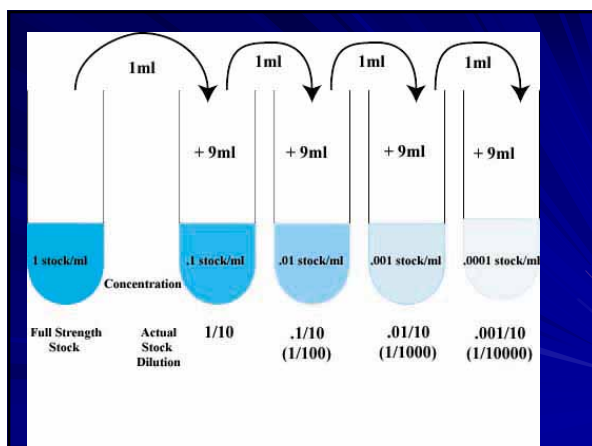 1ml 1ml 1ml 1ml
+ 9ml + 9ml + 9ml + 9ml
1 stock/ml .1 stock/ml .01 stock/ml .001 stock/ml .0001 stock/ml
Concentration
Full Strength Actual 1/10 .1/10 .01/10 .001/10
Stock Stock (1/100) (1/1000) (1/10000)
Dilution